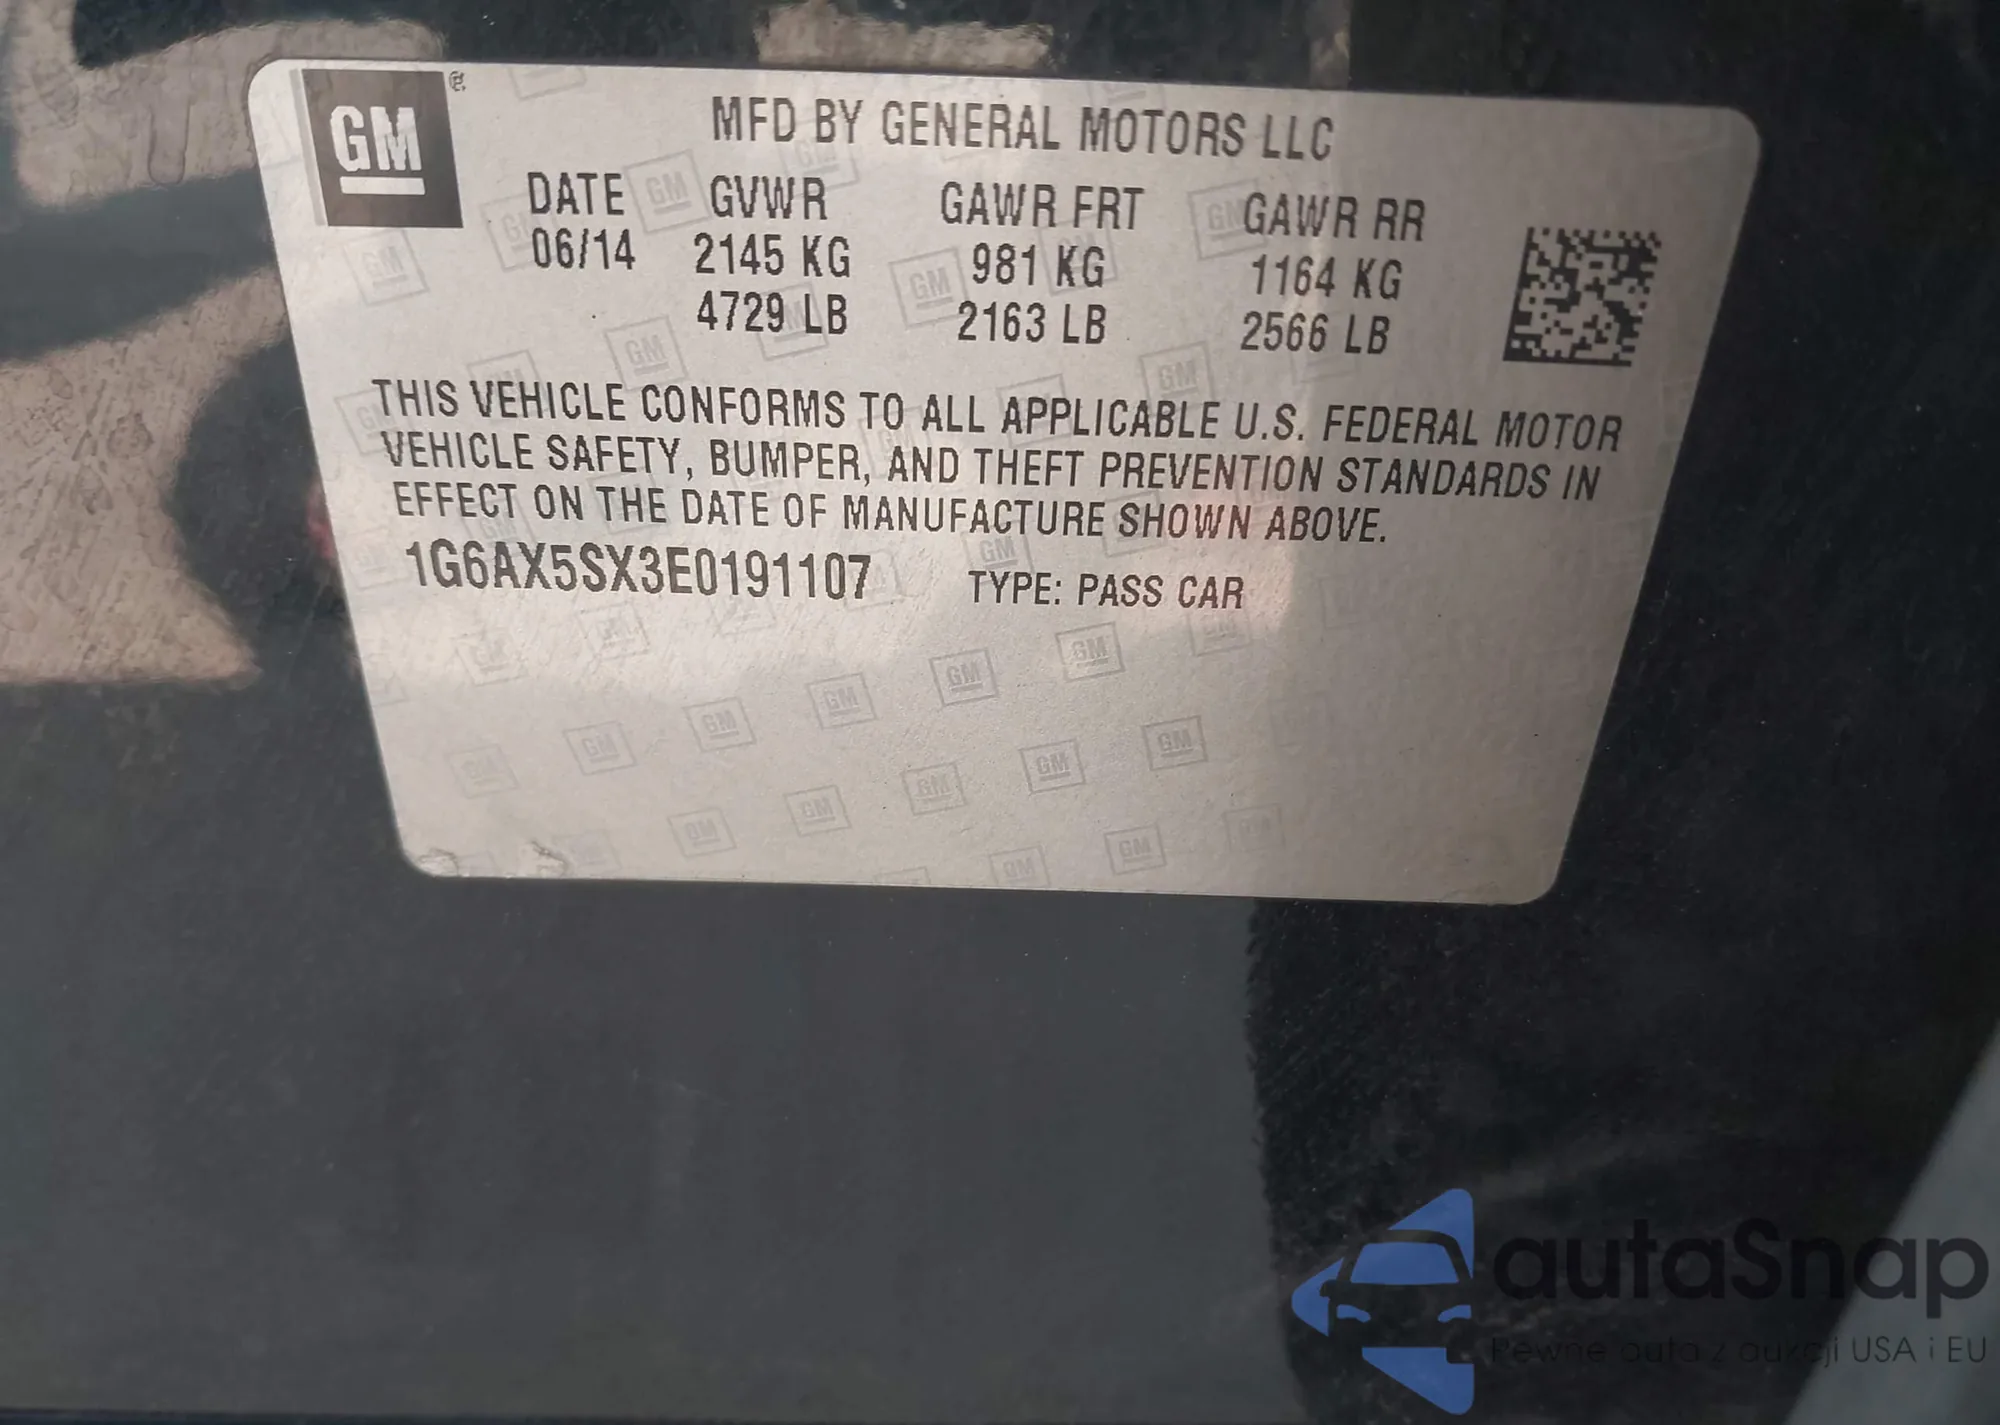 GM
MFD BY GENERAL MOTORS LLC
DATE GVWR GAWR FRT GAWR RR
06/14 2145 KG 981 KG 1164 KG
4729 LB 2163 LB 2566 LB
THIS VEHICLE CONFORMS TO ALL APPLICABLE U.S. FEDERAL MOTOR
VEHICLE SAFETY, BUMPER, AND THEFT PREVENTION STANDARDS IN
EFFECT ON THE DATE OF MANUFACTURE SHOWN ABOVE.
1G6AX5SX3E0191107 TYPE: PASS CAR
autaSnap
Pewne auta z aukcji USA i EU